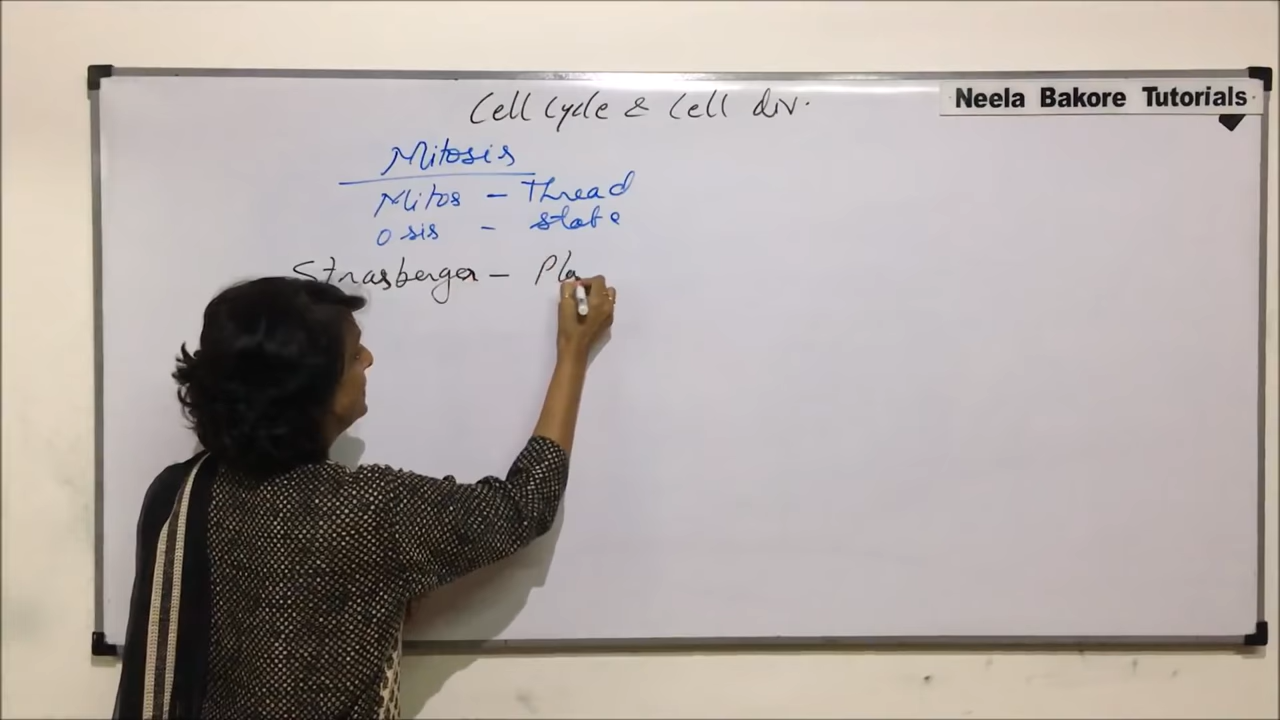 Cell Cycle & Cell div.
Neela Bakore Tutorials
Mitosis
Mitos - Thread
Osis - state
Strasberger - Pla